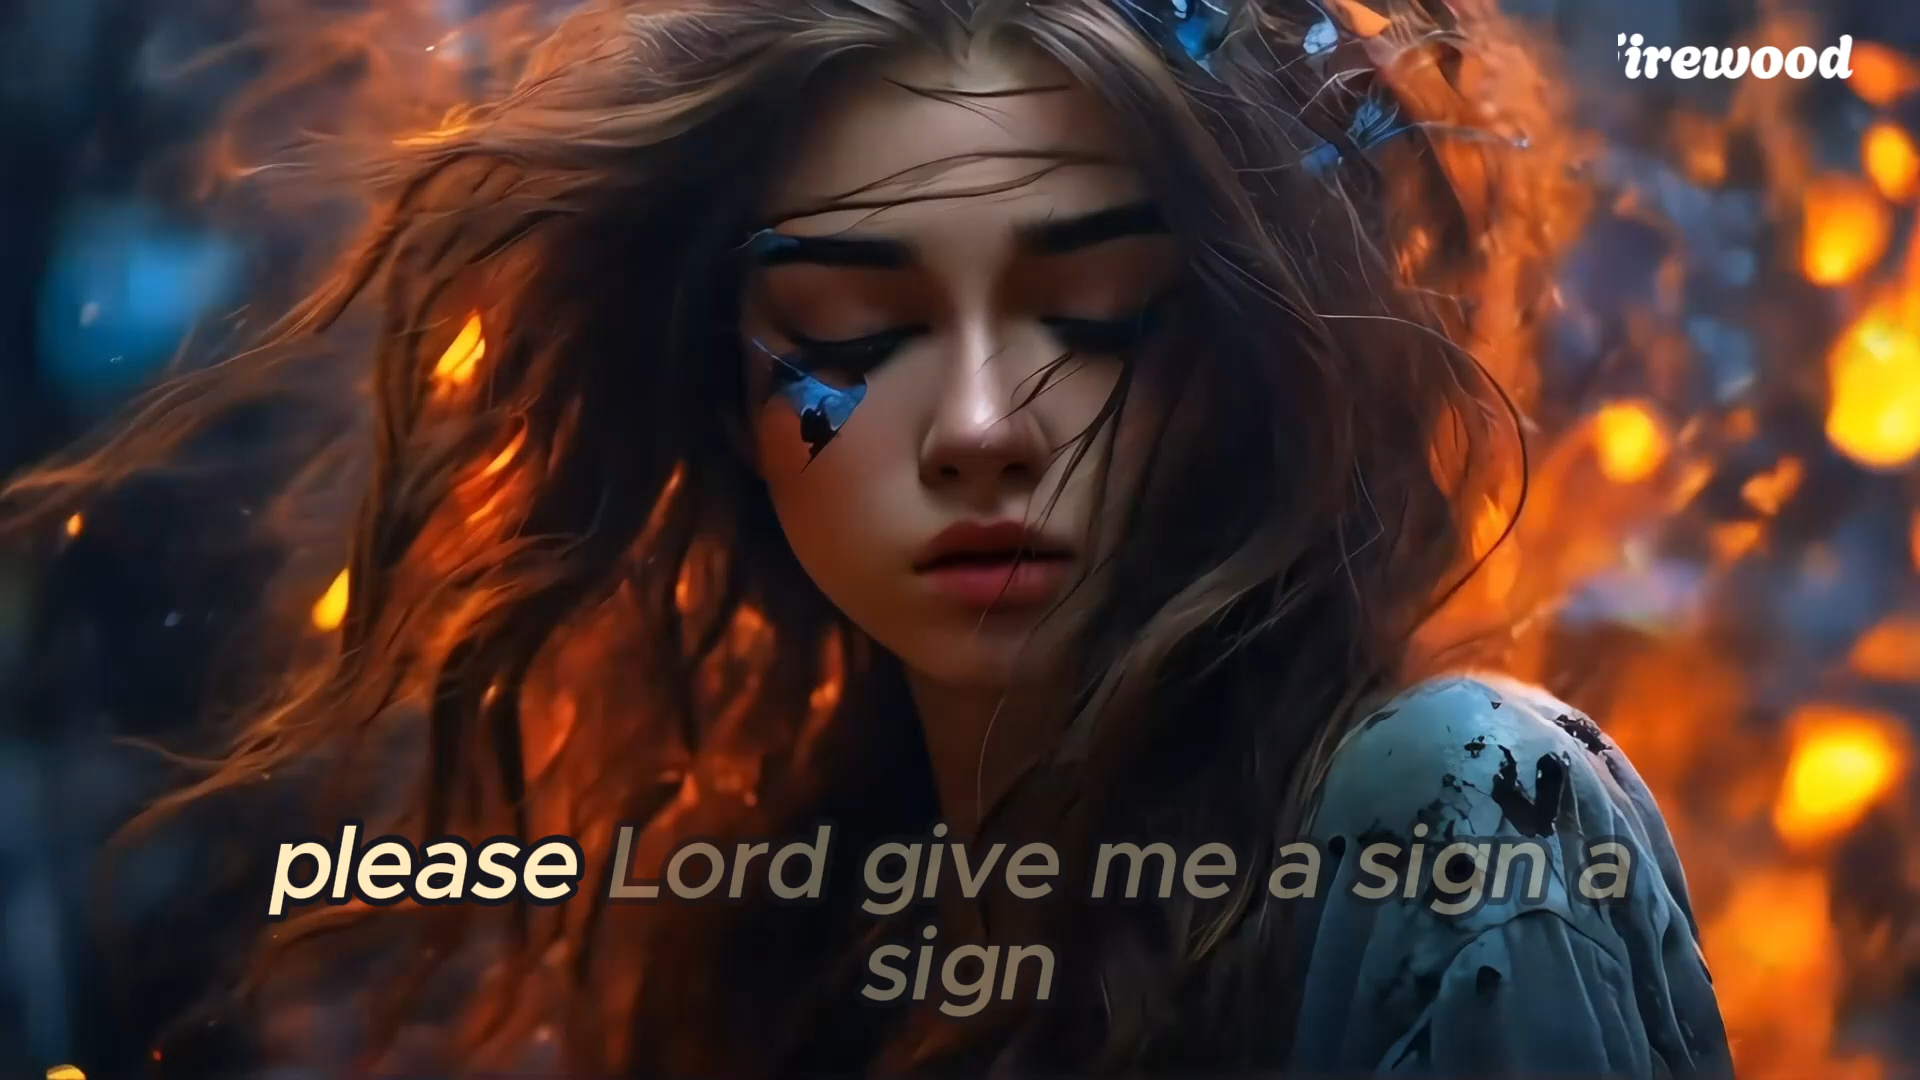 irewood
please Lord give me a sign a
sign